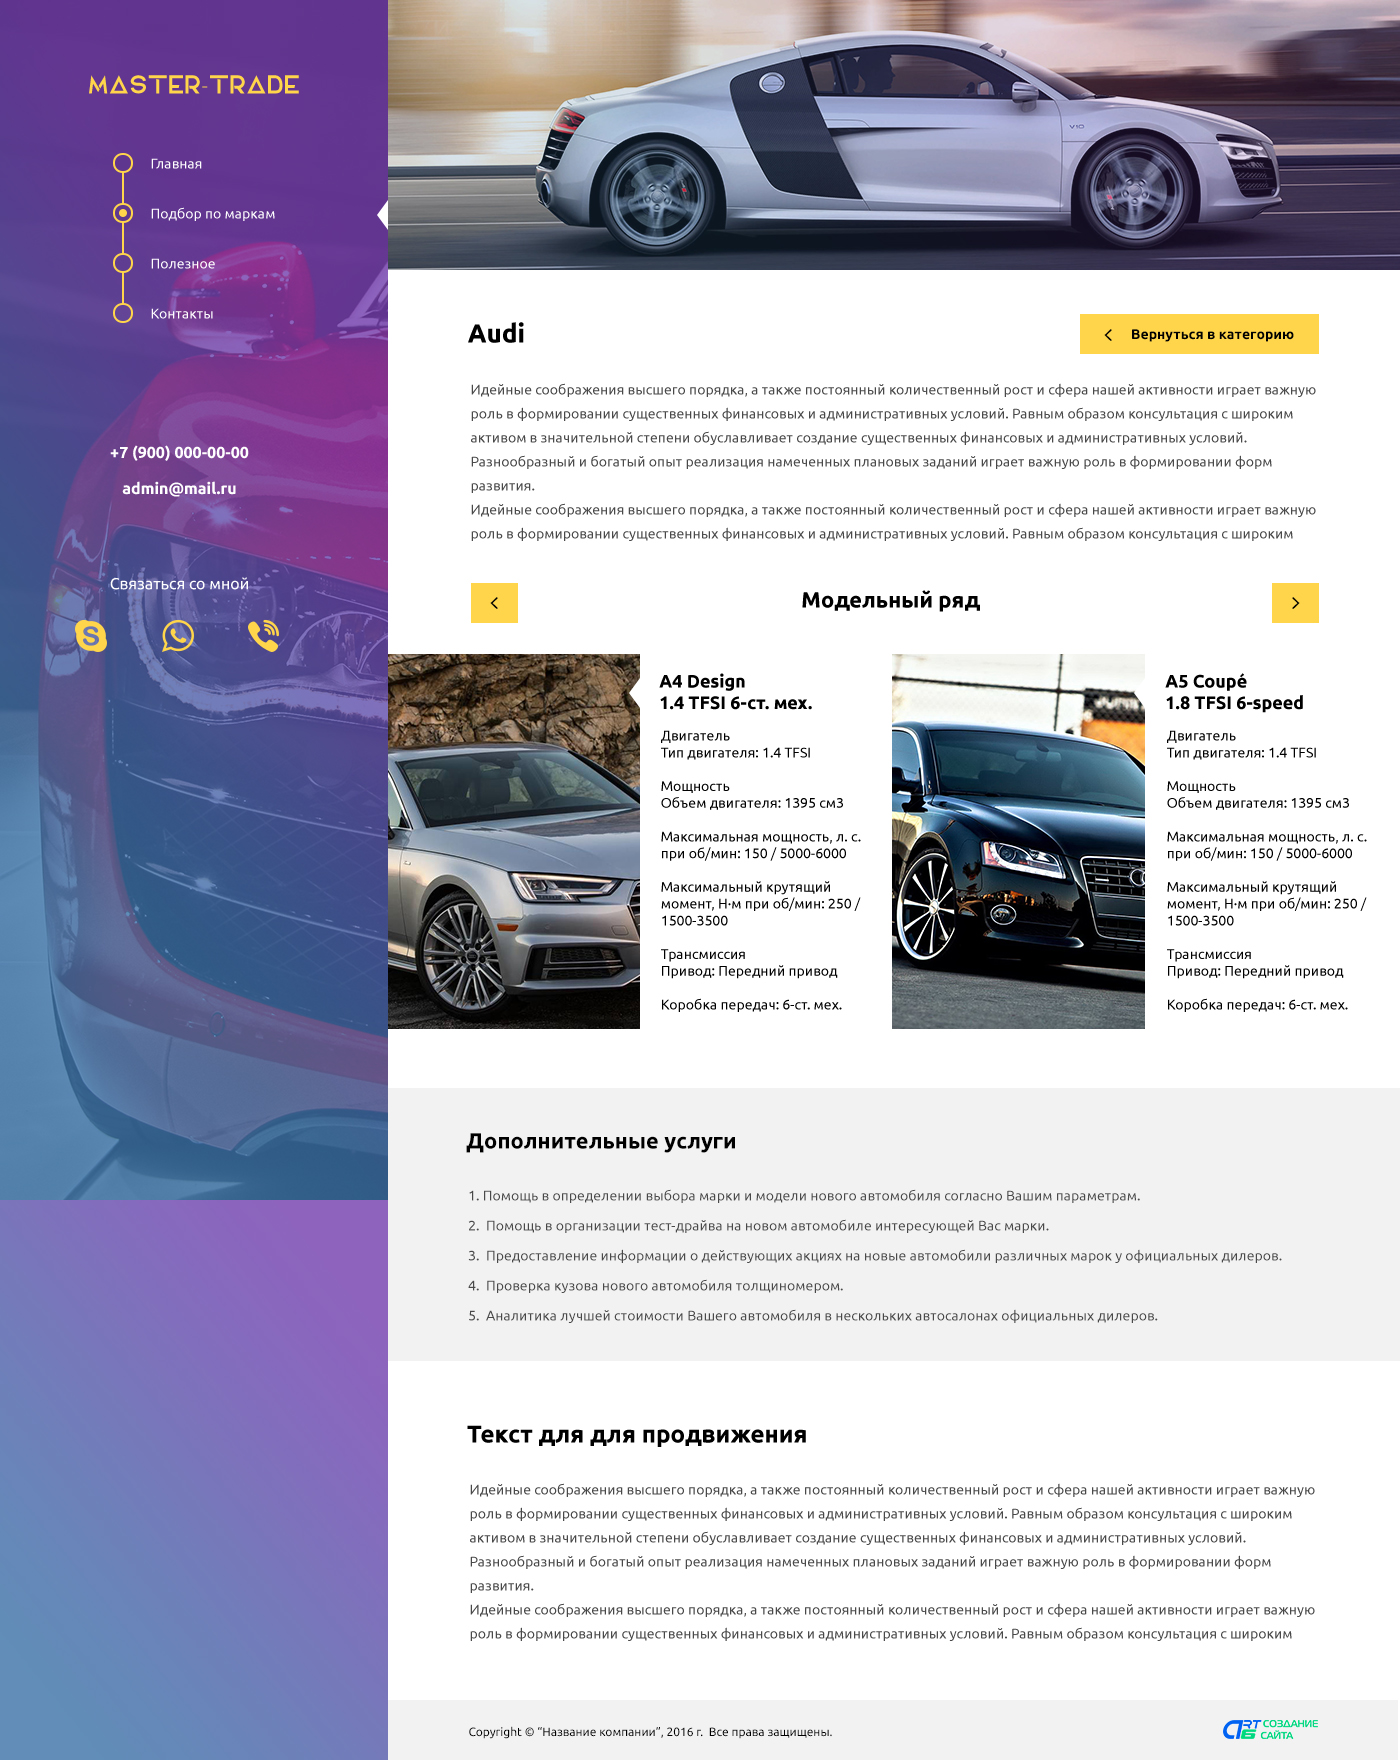 MASTER-TRADE
Главная
Подбор по маркам
Полезное
Контакты
+7 (900) 000-00-00
admin@mail.ru
Связаться со мной
V10
Audi
Вернуться в категорию
Идейные соображения высшего порядка, а также постоянный количественный рост и сфера нашей активности играет важную
роль в формировании существенных финансовых и административных условий. Равным образом консультация с широким
активом в значительной степени обуславливает создание существенных финансовых и административных условий.
Разнообразный и богатый опыт реализация намеченных плановых заданий играет важную роль в формировании форм
развития.
Идейные соображения высшего порядка, а также постоянный количественный рост и сфера нашей активности играет важную
роль в формировании существенных финансовых и административных условий. Равным образом консультация с широким
Модельный ряд
A4 Design
1.4 TFSI 6-ст. мех.
Двигатель
Тип двигателя: 1.4 TFSI
Мощность
Объем двигателя: 1395 см3
Максимальная мощность, л. с.
при об/мин: 150 / 5000-6000
Максимальный крутящий
момент, Н·м при об/мин: 250 /
1500-3500
Трансмиссия
Привод: Передний привод
Коробка передач: 6-ст. мех.
A5 Coupé
1.8 TFSI 6-speed
Двигатель
Тип двигателя: 1.4 TFSI
Мощность
Объем двигателя: 1395 см3
Максимальная мощность, л. с.
при об/мин: 150 / 5000-6000
Максимальный крутящий
момент, Н·м при об/мин: 250 /
1500-3500
Трансмиссия
Привод: Передний привод
Коробка передач: 6-ст. мех.
Дополнительные услуги
1. Помощь в определении выбора марки и модели нового автомобиля согласно Вашим параметрам.
2. Помощь в организации тест-драйва на новом автомобиле интересующей Вас марки.
3. Предоставление информации о действующих акциях на новые автомобили различных марок у официальных дилеров.
4. Проверка кузова нового автомобиля толщиномером.
5. Аналитика лучшей стоимости Вашего автомобиля в нескольких автосалонах официальных дилеров.
Текст для для продвижения
Идейные соображения высшего порядка, а также постоянный количественный рост и сфера нашей активности играет важную
роль в формировании существенных финансовых и административных условий. Равным образом консультация с широким
активом в значительной степени обуславливает создание существенных финансовых и административных условий.
Разнообразный и богатый опыт реализация намеченных плановых заданий играет важную роль в формировании форм
развития.
Идейные соображения высшего порядка, а также постоянный количественный рост и сфера нашей активности играет важную
роль в формировании существенных финансовых и административных условий. Равным образом консультация с широким
Copyright © “Название компании”, 2016 г. Все права защищены.
СОЗДАНИЕ
САЙТА